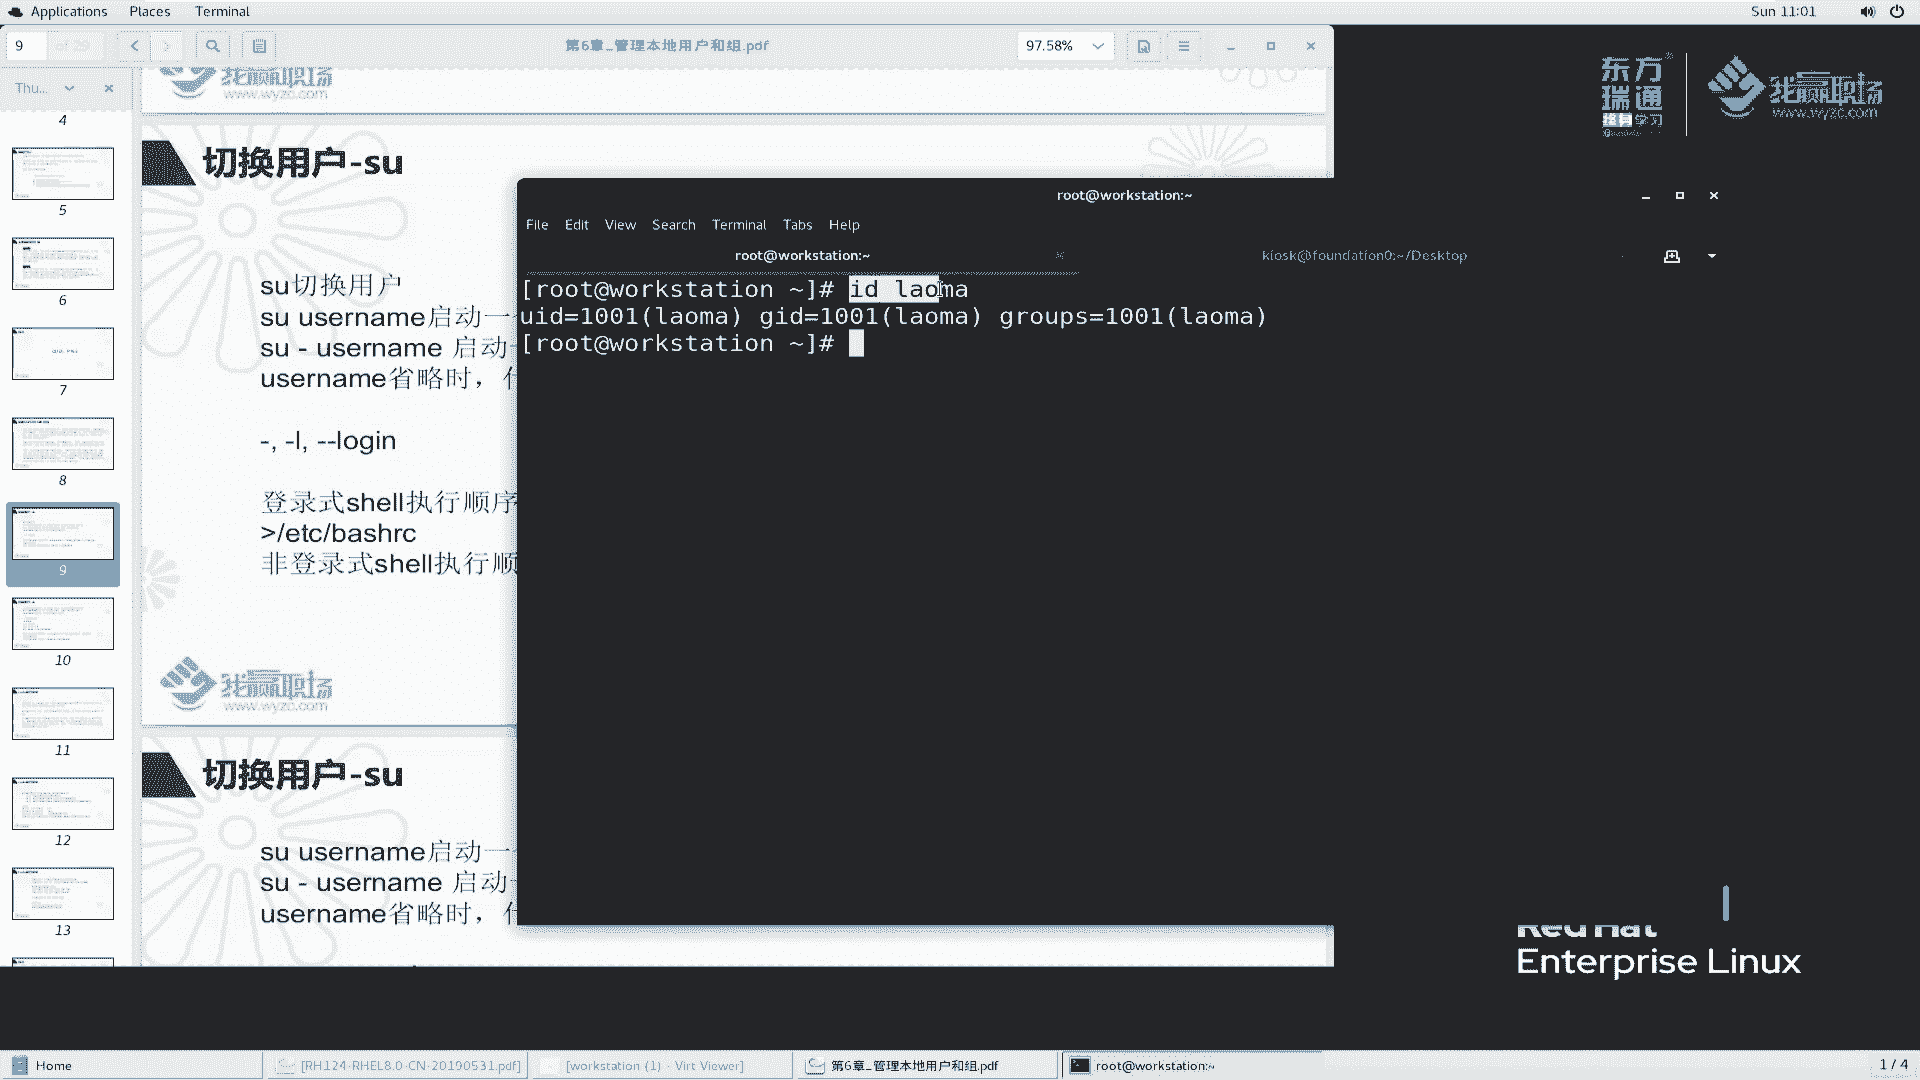 Applications Places Terminal
Sun 11:01
9 of 29
第6章_管理本地用户和组.pdf
97.58%
Thu...
4
5
6
7
8
9
10
11
12
13
我赢职场
www.wyzc.com
切换用户-su
su切换用户
su username启动一
su - username 启动
username省略时，
-, -l, --login
登录式shell执行顺序
>/etc/bashrc
非登录式shell执行顺
我赢职场
www.wyzc.com
切换用户-su
su username启动一
su - username 启动
username省略时，
root@workstation:~
File Edit View Search Terminal Tabs Help
root@workstation:~
kiosk@foundation0:~/Desktop
[root@workstation ~]# id laoma
uid=1001(laoma) gid=1001(laoma) groups=1001(laoma)
[root@workstation ~]#
东方
瑞通
终身学习
我赢职场
www.wyzc.com
Red Hat
Enterprise Linux
Home
[RH124-RHEL8.0-CN-20190531.pdf]
[workstation (1) - Virt Viewer]
第6章_管理本地用户和组.pdf
root@workstation:~
1 / 4